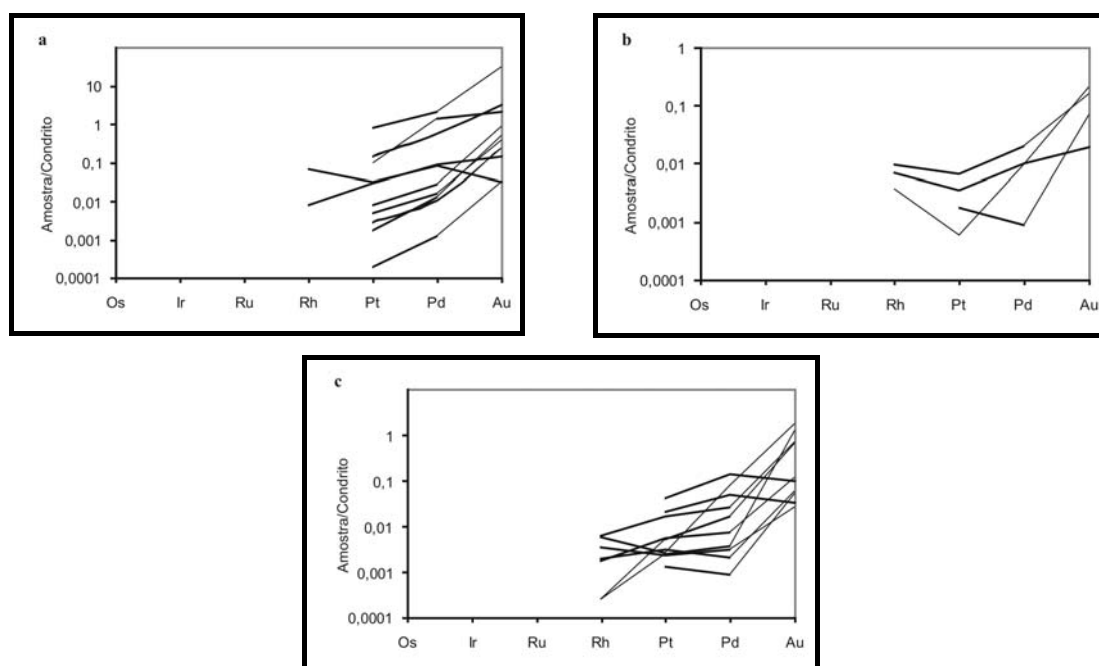 a
Amostra/Condrito
10
1
0,1
0,01
0,001
0,0001
Os Ir Ru Rh Pt Pd Au
b
Amostra/Condrito
1
0,1
0,01
0,001
0,0001
Os Ir Ru Rh Pt Pd Au
c
Amostra/Condrito
1
0,1
0,01
0,001
0,0001
Os Ir Ru Rh Pt Pd Au